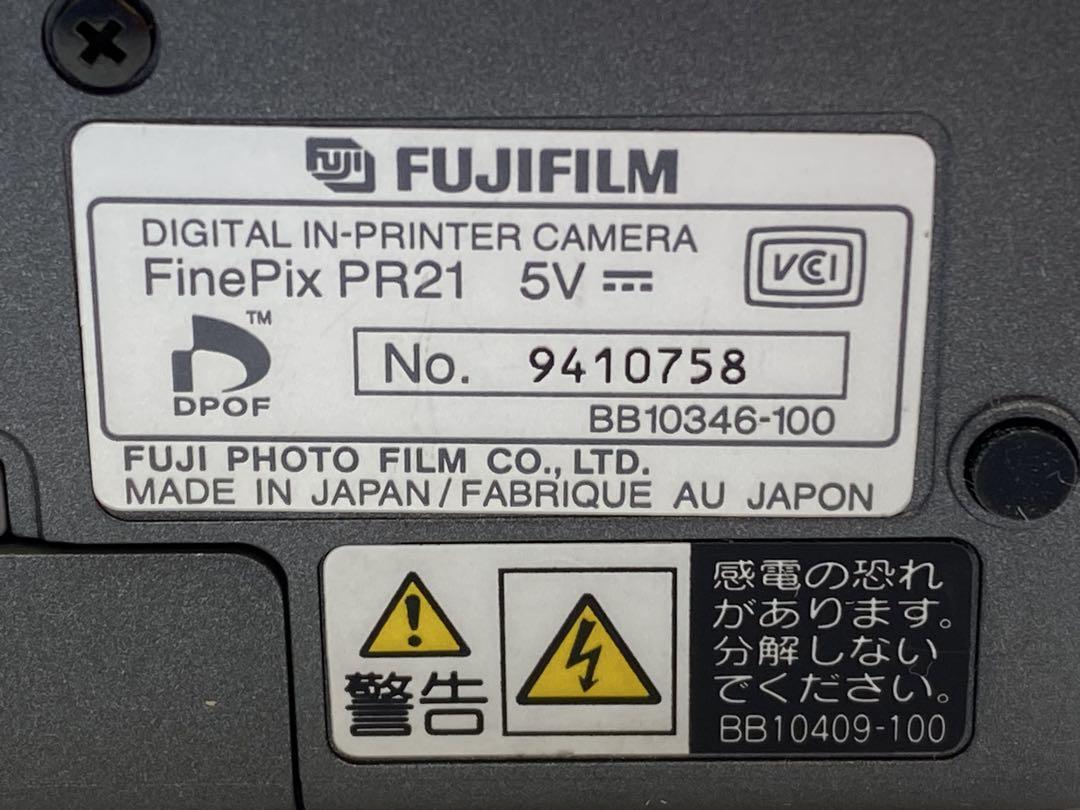 FUJI FUJIFILM
DIGITAL IN-PRINTER CAMERA
FinePix PR21 5V
VCCI
TM
DPOF
No. 9410758
BB10346-100
FUJI PHOTO FILM CO., LTD.
MADE IN JAPAN/FABRIQUE AU JAPON
警告
感電の恐れ
があります。
分解しない
でください。
BB10409-100